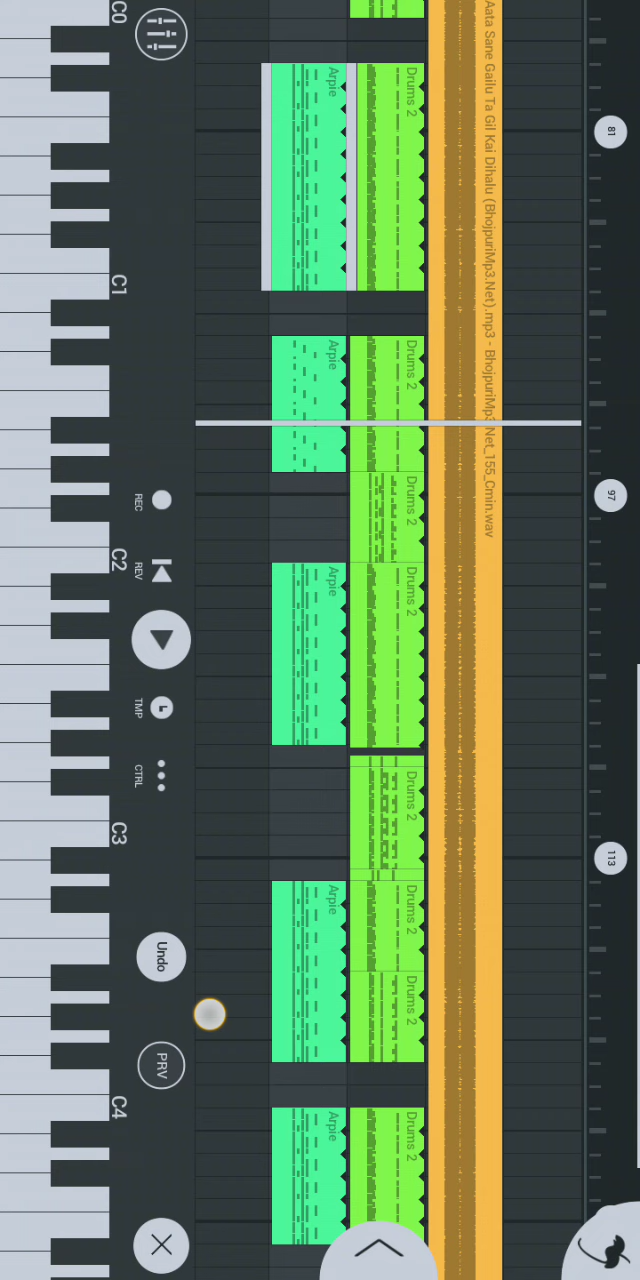 81
97
113
Aata Sane Gailu Ta Gil Kai Dihalu (BhojpuriMp3.Net).mp3 - BhojpuriMp3.Net_155_Cmin.wav
Drums 2
Drums 2
Drums 2
Drums 2
Drums 2
Drums 2
Drums 2
Drums 2
Arpie
Arpie
Arpie
Arpie
Arpie
REC
REV
TMP
CTRL
Undo
PRV
C0
C1
C2
C3
C4